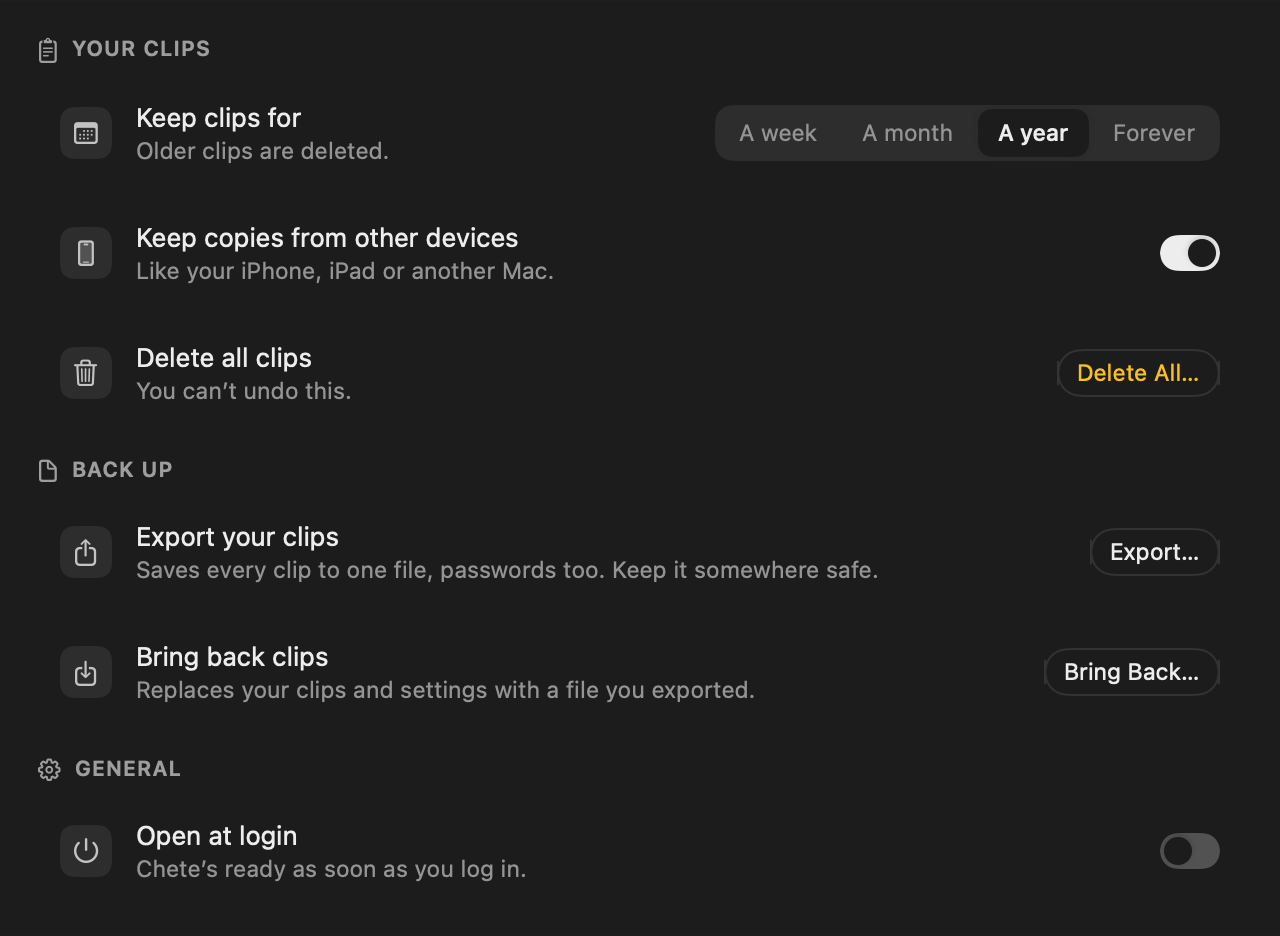 YOUR CLIPS
Keep clips for
Older clips are deleted.
A week A month A year Forever
Keep copies from other devices
Like your iPhone, iPad or another Mac.
Delete all clips
You can’t undo this.
Delete All...
BACK UP
Export your clips
Saves every clip to one file, passwords too. Keep it somewhere safe.
Export...
Bring back clips
Replaces your clips and settings with a file you exported.
Bring Back...
GENERAL
Open at login
Chete’s ready as soon as you log in.